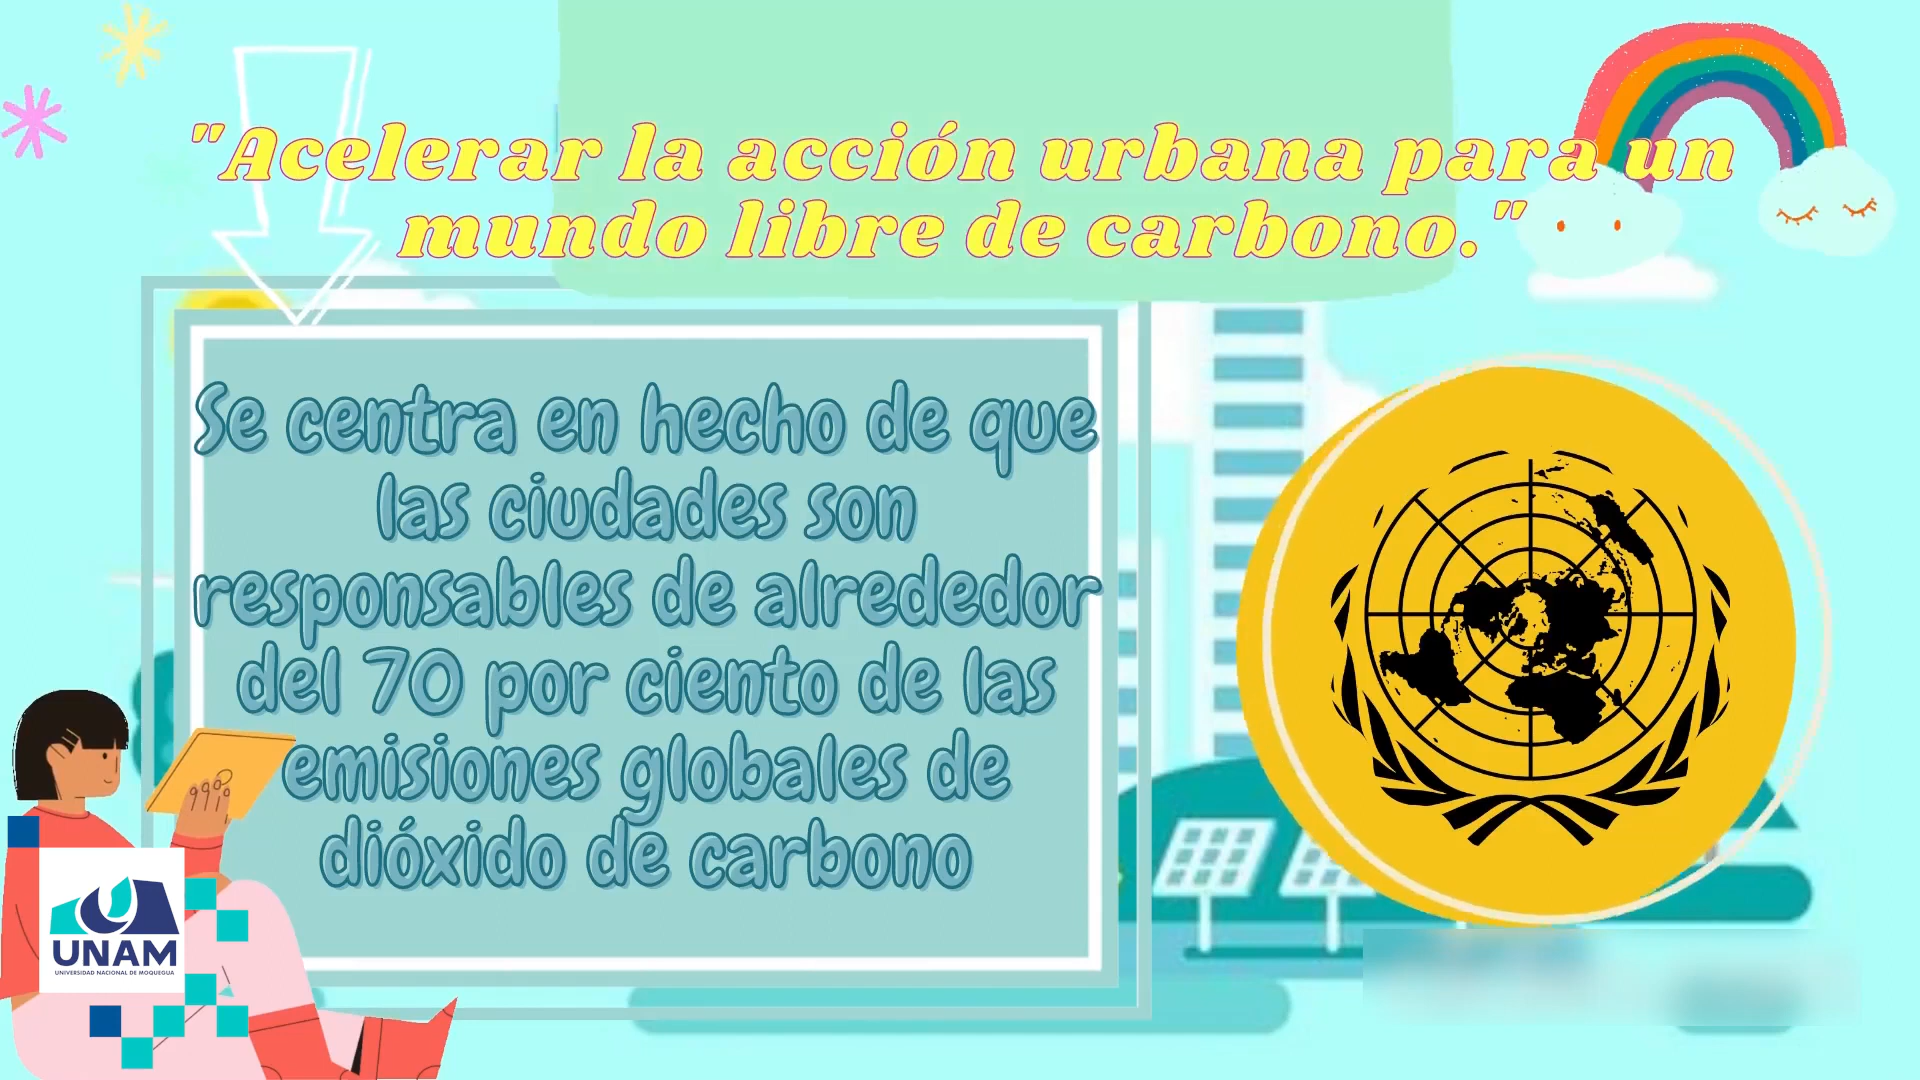 "Acelerar la acción urbana para un
mundo libre de carbono."
Se centra en hecho de que
las ciudades son
responsables de alrededor
del 70 por ciento de las
emisiones globales de
dióxido de carbono
UNAM
UNIVERSIDAD NACIONAL DE MOQUEGUA